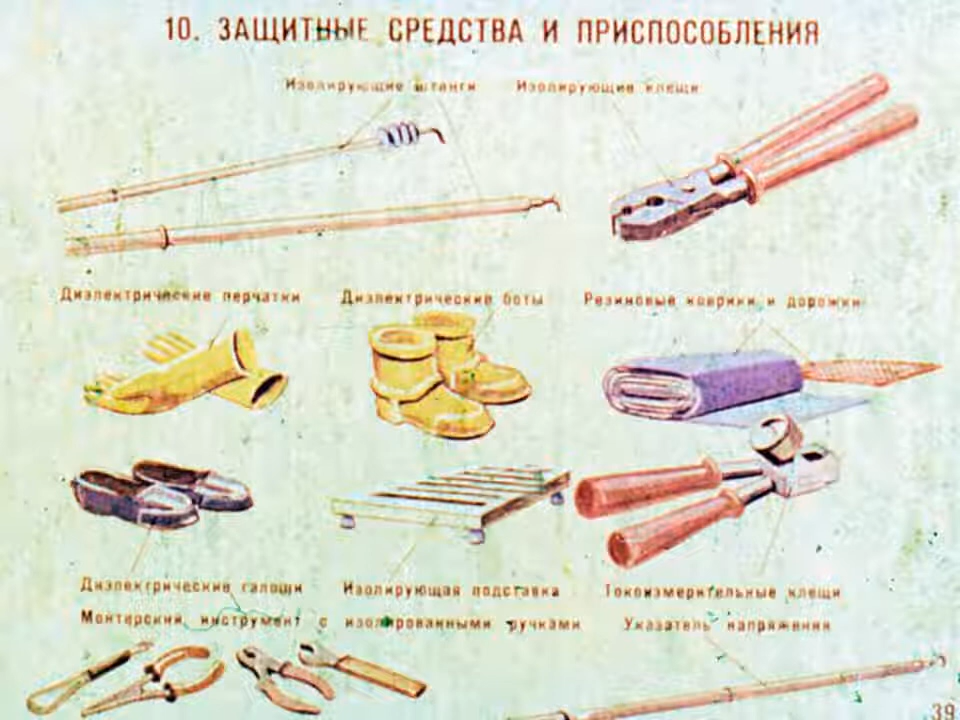 10. ЗАЩИТНЫЕ СРЕДСТВА И ПРИСПОСОБЛЕНИЯ
Изолирующие штанги Изолирующие клещи
Диэлектрические перчатки Диэлектрические боты Резиновые коврики и дорожки
Диэлектрические галоши Изолирующая подставка Токоизмерительные клещи
Монтерский инструмент с изолированными ручками Указатель напряжения
39